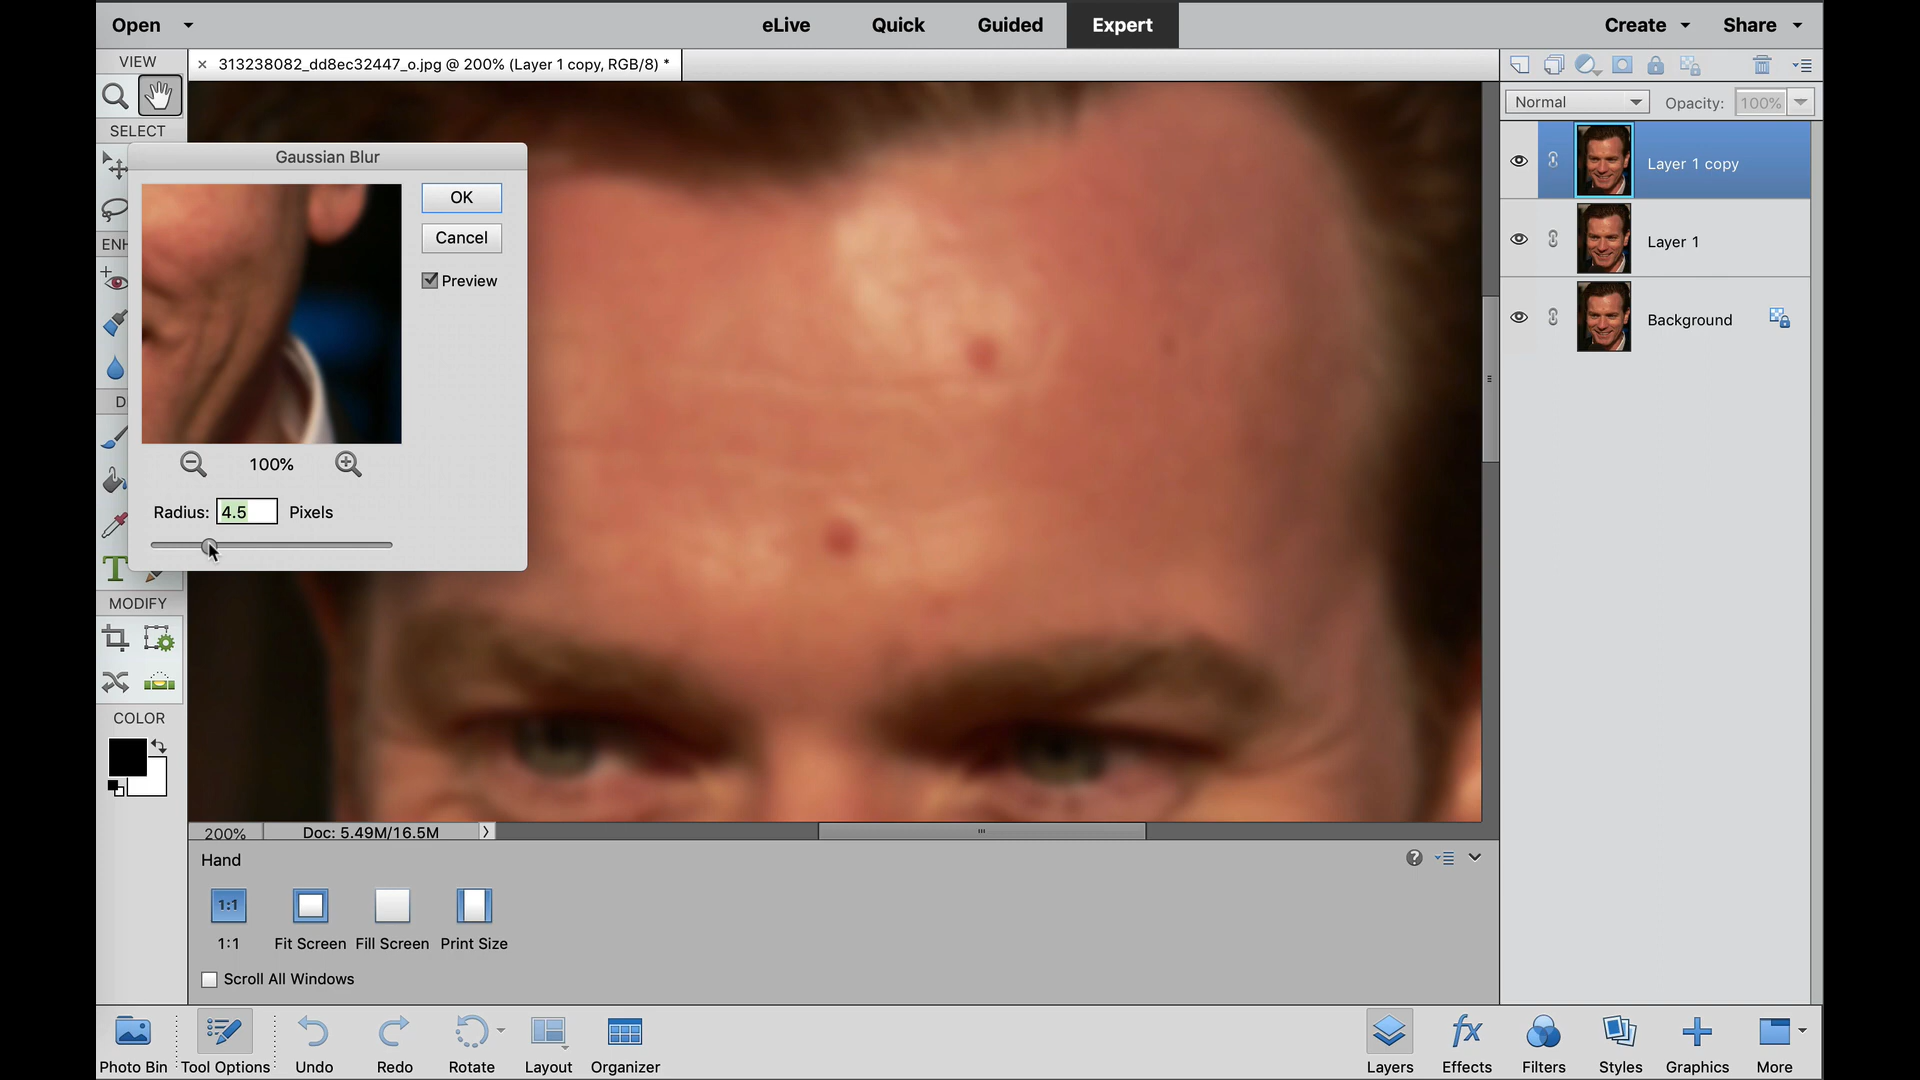 Open
eLive
Quick
Guided
Expert
Create
Share
VIEW
× 313238082_dd8ec32447_o.jpg @ 200% (Layer 1 copy, RGB/8) *
SELECT
Normal
Opacity: 100%
Gaussian Blur
OK
Cancel
Preview
100%
Radius: 4.5 Pixels
ENH
D
T
Layer 1 copy
Layer 1
Background
MODIFY
COLOR
200%
Doc: 5.49M/16.5M
Hand
1:1
1:1
Fit Screen
Fill Screen
Print Size
Scroll All Windows
Photo Bin
Tool Options
Undo
Redo
Rotate
Layout
Organizer
fx
Layers
Effects
Filters
Styles
Graphics
More